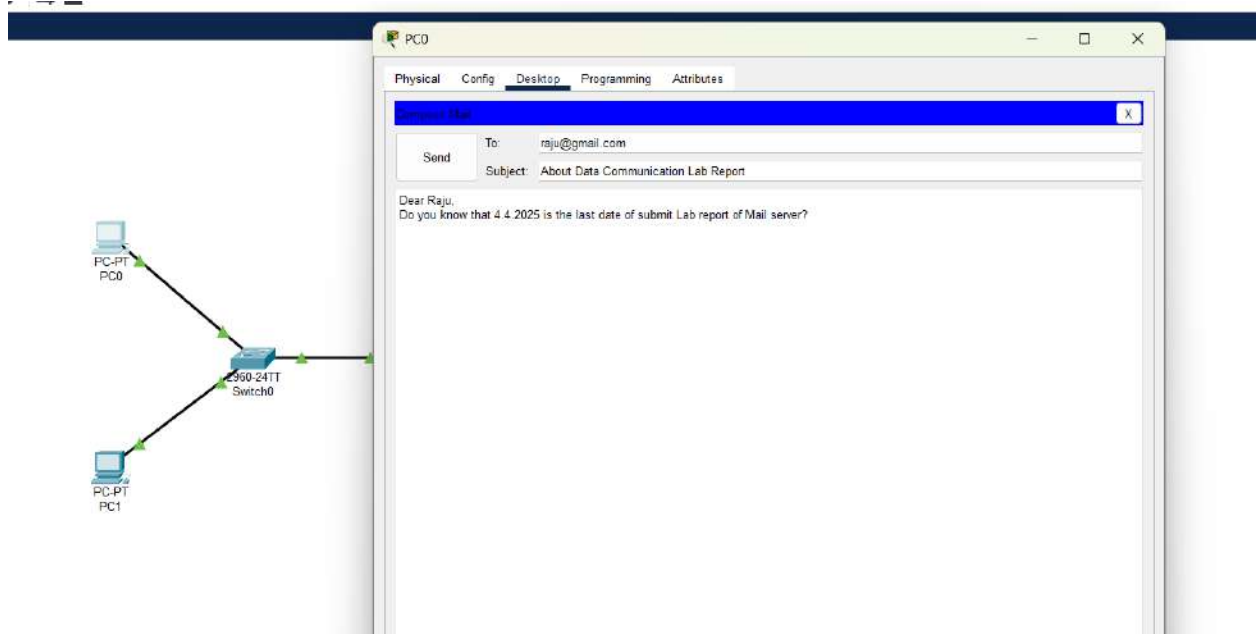 PC0
Physical Config Desktop Programming Attributes
Compose Mail
X
Send
To: raju@gmail.com
Subject: About Data Communication Lab Report
Dear Raju,
Do you know that 4.4.2025 is the last date of submit Lab report of Mail server?
PC-PT
PC0
2960-24TT
Switch0
PC-PT
PC1